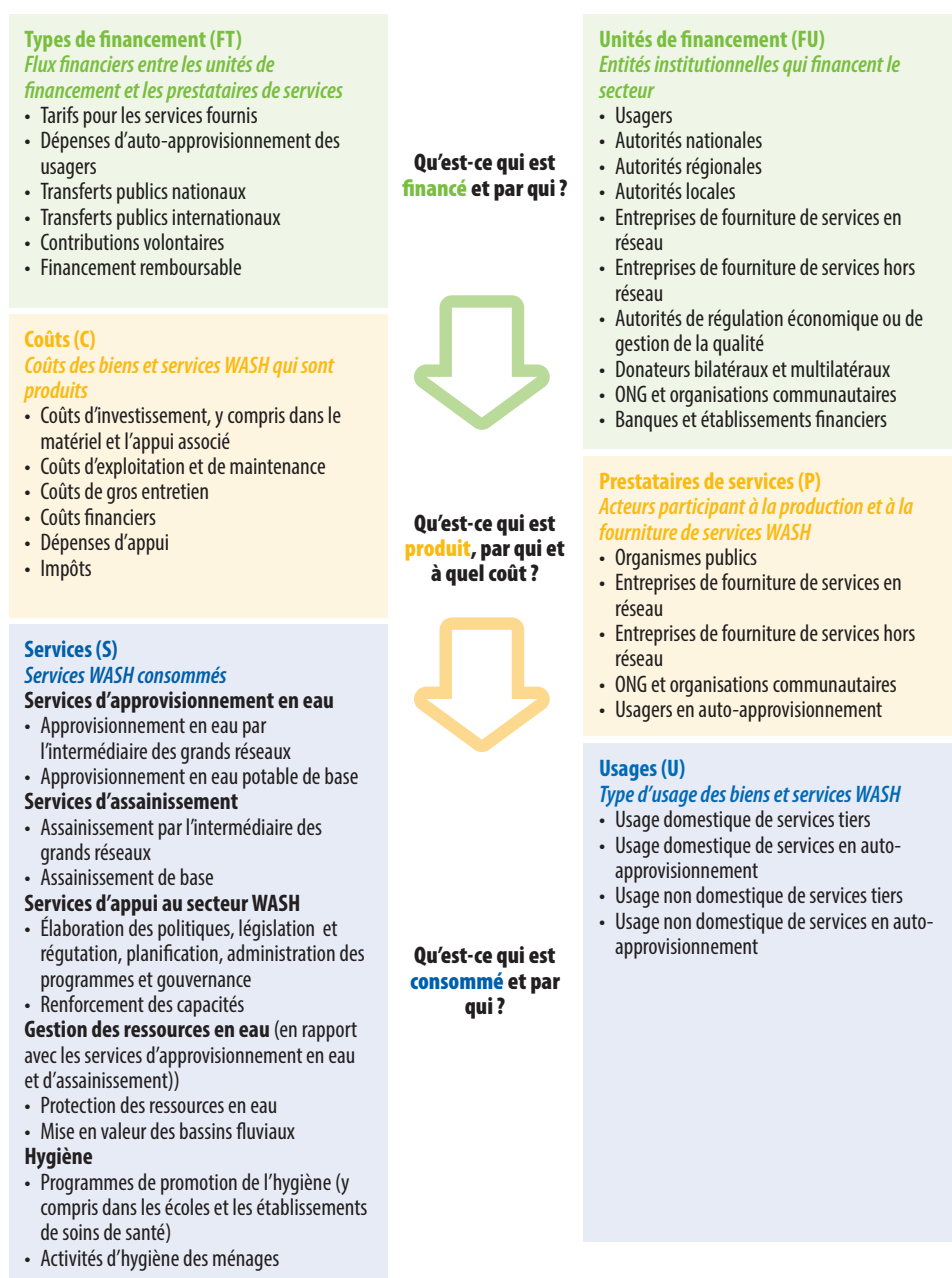 Types de financement (FT)
Flux financiers entre les unités de
financement et les prestataires de services
• Tarifs pour les services fournis
• Dépenses d'auto-approvisionnement des
usagers
• Transferts publics nationaux
• Transferts publics internationaux
• Contributions volontaires
• Financement remboursable
Qu'est-ce qui est
financé et par qui ?
Unités de financement (FU)
Entités institutionnelles qui financent le
secteur
• Usagers
• Autorités nationales
• Autorités régionales
• Autorités locales
• Entreprises de fourniture de services en
réseau
• Entreprises de fourniture de services hors
réseau
• Autorités de régulation économique ou de
gestion de la qualité
• Donateurs bilatéraux et multilatéraux
• ONG et organisations communautaires
• Banques et établissements financiers
Coûts (C)
Coûts des biens et services WASH qui sont
produits
• Coûts d'investissement, y compris dans le
matériel et l'appui associé
• Coûts d'exploitation et de maintenance
• Coûts de gros entretien
• Coûts financiers
• Dépenses d'appui
• Impôts
Qu'est-ce qui est
produit, par qui et
à quel coût ?
Prestataires de services (P)
Acteurs participant à la production et à la
fourniture de services WASH
• Organismes publics
• Entreprises de fourniture de services en
réseau
• Entreprises de fourniture de services hors
réseau
• ONG et organisations communautaires
• Usagers en auto-approvisionnement
Services (S)
Services WASH consommés
Services d'approvisionnement en eau
• Approvisionnement en eau par
l'intermédiaire des grands réseaux
• Approvisionnement en eau potable de base
Services d'assainissement
• Assainissement par l'intermédiaire des
grands réseaux
• Assainissement de base
Services d'appui au secteur WASH
• Élaboration des politiques, législation et
régutation, planification, administration des
programmes et gouvernance
• Renforcement des capacités
Gestion des ressources en eau (en rapport
avec les services d'approvisionnement en eau
et d'assainissement))
• Protection des ressources en eau
• Mise en valeur des bassins fluviaux
Hygiène
• Programmes de promotion de l'hygiène (y
compris dans les écoles et les établissements
de soins de santé)
• Activités d'hygiène des ménages
Qu'est-ce qui est
consommé et par
qui ?
Usages (U)
Type d'usage des biens et services WASH
• Usage domestique de services tiers
• Usage domestique de services en auto-
approvisionnement
• Usage non domestique de services tiers
• Usage non domestique de services en auto-
approvisionnement